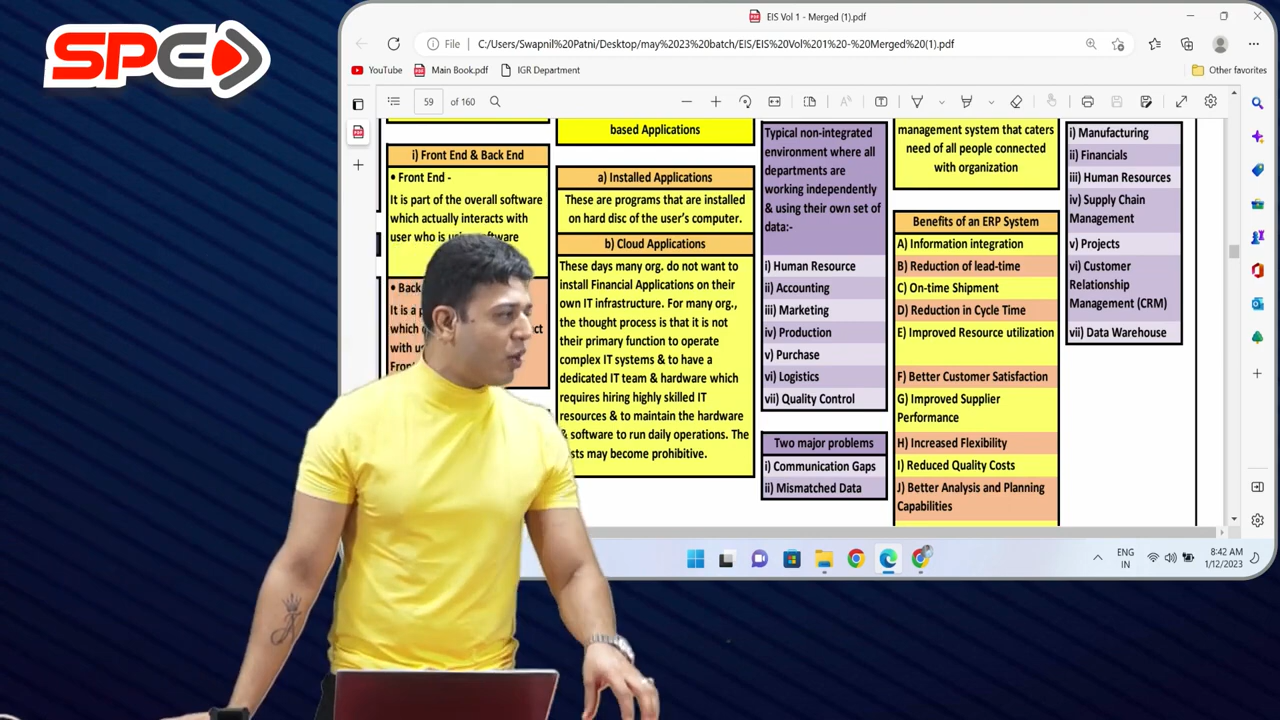 SPC
EIS Vol 1 - Merged (1).pdf
File
C:/Users/Swapnil%20Patni/Desktop/may%2023%20batch/EIS/EIS%20Vol%201%20-%20Merged%20(1).pdf
YouTube
Main Book.pdf
IGR Department
Other favorites
59 of 160
i) Front End & Back End
• Front End -
It is part of the overall software
which actually interacts with
user who is using software
• Back
It is a
which
with
Fron
based Applications
a) Installed Applications
These are programs that are installed
on hard disc of the user's computer.
b) Cloud Applications
These days many org. do not want to
install Financial Applications on their
own IT infrastructure. For many org.,
the thought process is that it is not
their primary function to operate
complex IT systems & to have a
dedicated IT team & hardware which
requires hiring highly skilled IT
resources & to maintain the hardware
& software to run daily operations. The
sts may become prohibitive.
Typical non-integrated
environment where all
departments are
working independently
& using their own set of
data:-
i) Human Resource
ii) Accounting
iii) Marketing
iv) Production
v) Purchase
vi) Logistics
vii) Quality Control
Two major problems
i) Communication Gaps
ii) Mismatched Data
management system that caters
need of all people connected
with organization
Benefits of an ERP System
A) Information integration
B) Reduction of lead-time
C) On-time Shipment
D) Reduction in Cycle Time
E) Improved Resource utilization
F) Better Customer Satisfaction
G) Improved Supplier
Performance
H) Increased Flexibility
I) Reduced Quality Costs
J) Better Analysis and Planning
Capabilities
i) Manufacturing
ii) Financials
iii) Human Resources
iv) Supply Chain
Management
v) Projects
vi) Customer
Relationship
Management (CRM)
vii) Data Warehouse
ENG
IN
8:42 AM
1/12/2023